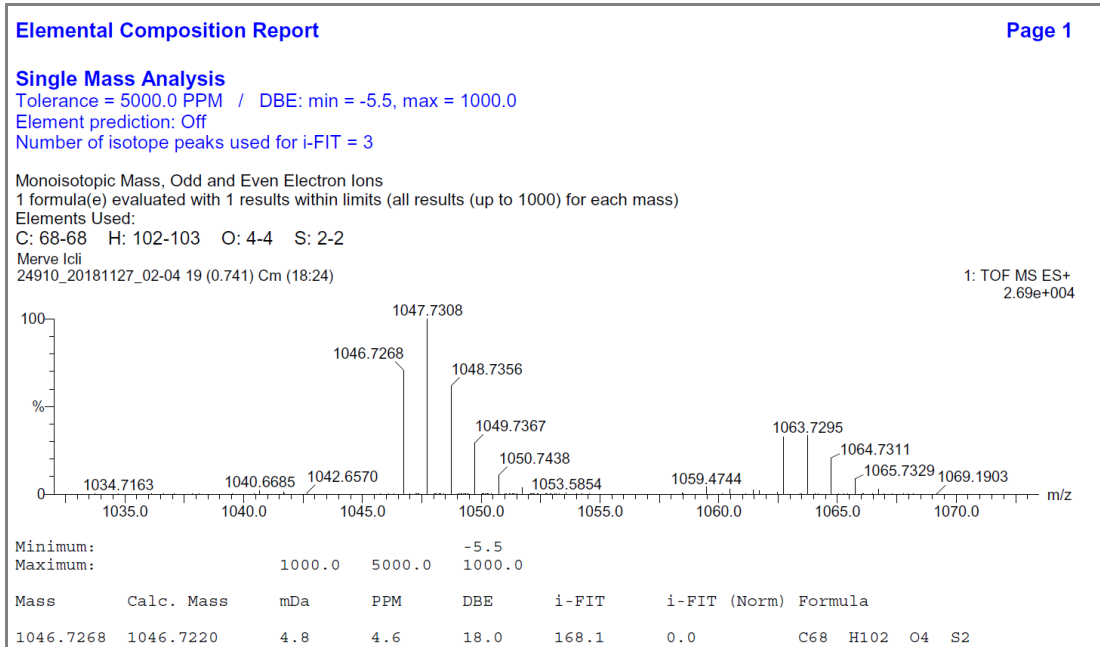 Elemental Composition Report Page 1
Single Mass Analysis
Tolerance = 5000.0 PPM / DBE: min = -5.5, max = 1000.0
Element prediction: Off
Number of isotope peaks used for i-FIT = 3
Monoisotopic Mass, Odd and Even Electron Ions
1 formula(e) evaluated with 1 results within limits (all results (up to 1000) for each mass)
Elements Used:
C: 68-68 H: 102-103 O: 4-4 S: 2-2
Merve Icli
24910_20181127_02-04 19 (0.741) Cm (18:24) 1: TOF MS ES+
2.69e+004
1047.7308
100
1046.7268
1048.7356
%
1049.7367 1063.7295
1050.7438 1064.7311
1034.7163 1040.6685 1042.6570 1053.5854 1059.4744 1065.7329 1069.1903
0 m/z
1035.0 1040.0 1045.0 1050.0 1055.0 1060.0 1065.0 1070.0
Minimum: -5.5
Maximum: 1000.0 5000.0 1000.0
Mass Calc. Mass mDa PPM DBE i-FIT i-FIT (Norm) Formula
1046.7268 1046.7220 4.8 4.6 18.0 168.1 0.0 C68 H102 O4 S2